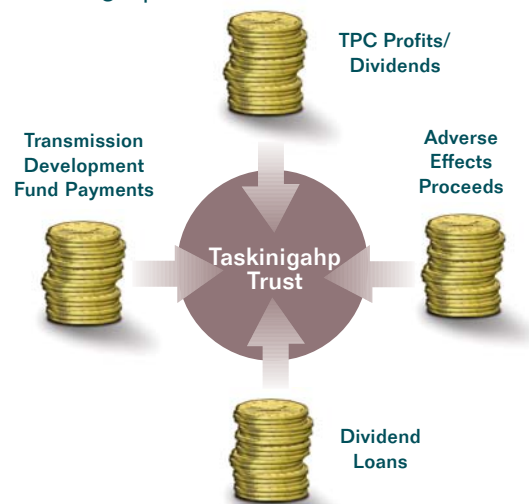 TPC Profits/
Dividends
Transmission
Development
Fund Payments
Adverse
Effects
Proceeds
Taskinigahp
Trust
Dividend
Loans